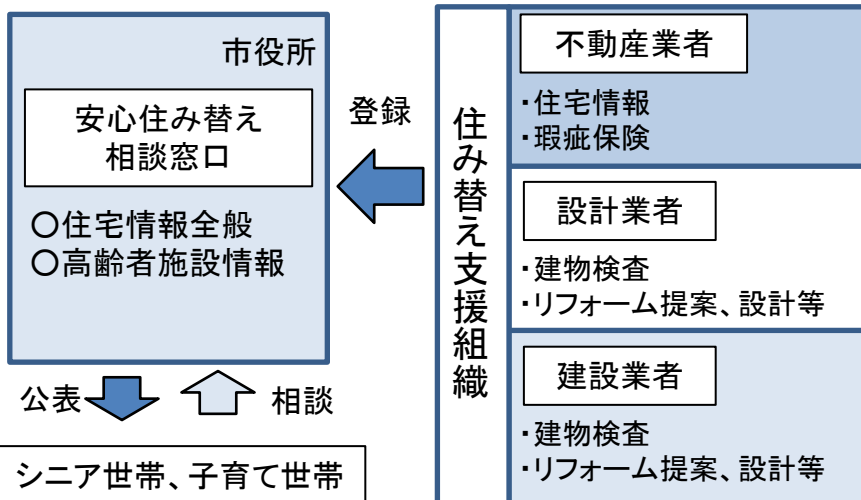 市役所
安心住み替え
相談窓口
〇住宅情報全般
〇高齢者施設情報
公表
相談
シニア世帯、子育て世帯
登録
住み替え支援組織
不動産業者
・住宅情報
・瑕疵保険
設計業者
・建物検査
・リフォーム提案、設計等
建設業者
・建物検査
・リフォーム提案、設計等